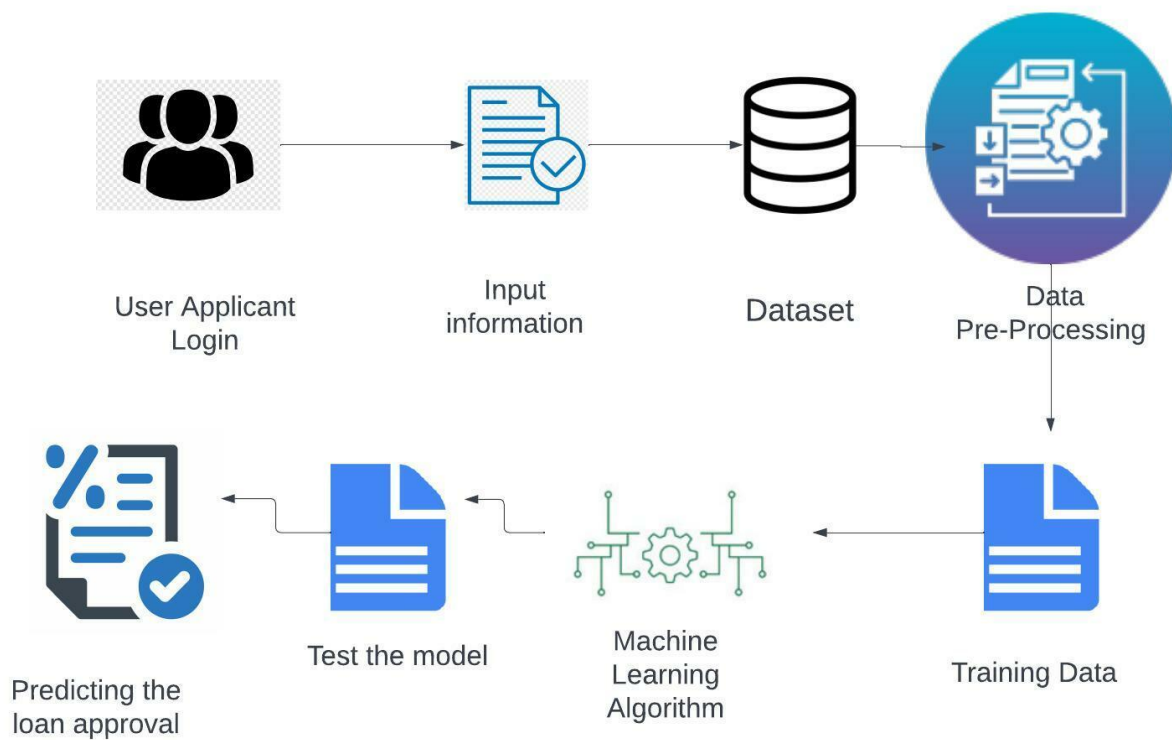 User Applicant
Login
Input
information
Dataset
Data
Pre-Processing
Predicting the
loan approval
Test the model
Machine
Learning
Algorithm
Training Data